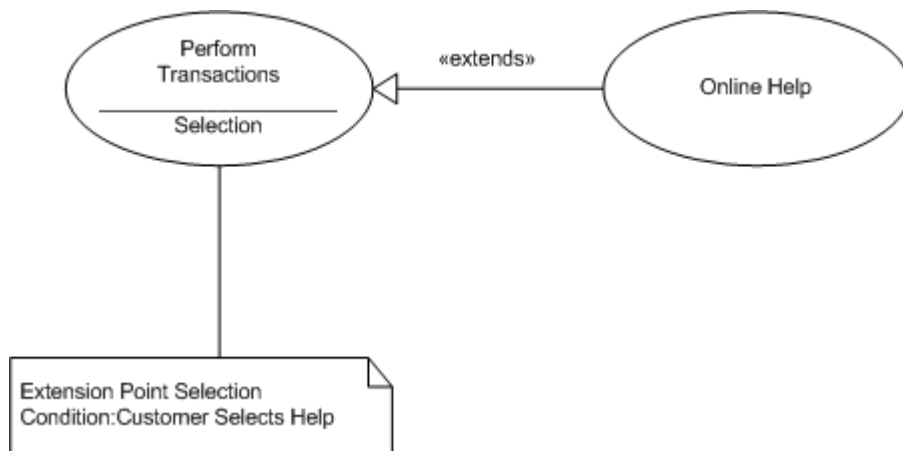 Perform
Transactions
Selection
«extends»
Online Help
Extension Point Selection
Condition:Customer Selects Help